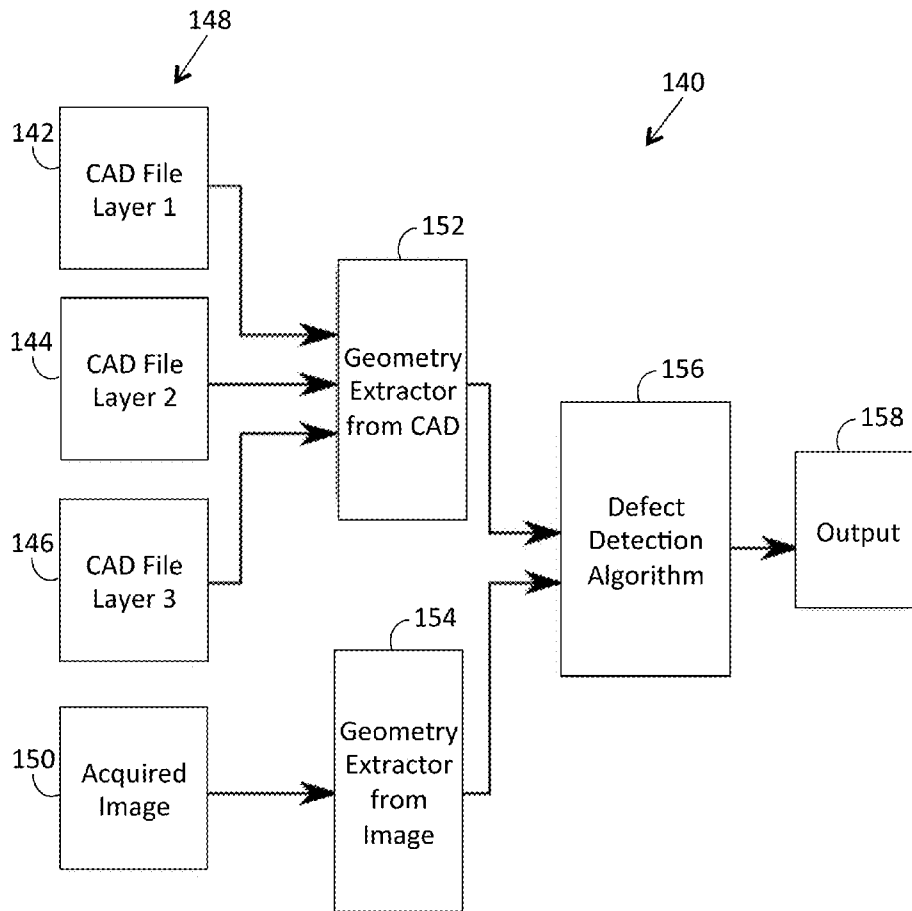 148
140
142
CAD File
Layer 1
152
144
CAD File
Layer 2
Geometry
Extractor
from CAD
156
158
146
CAD File
Layer 3
Defect
Detection
Algorithm
Output
154
150
Acquired
Image
Geometry
Extractor
from
Image